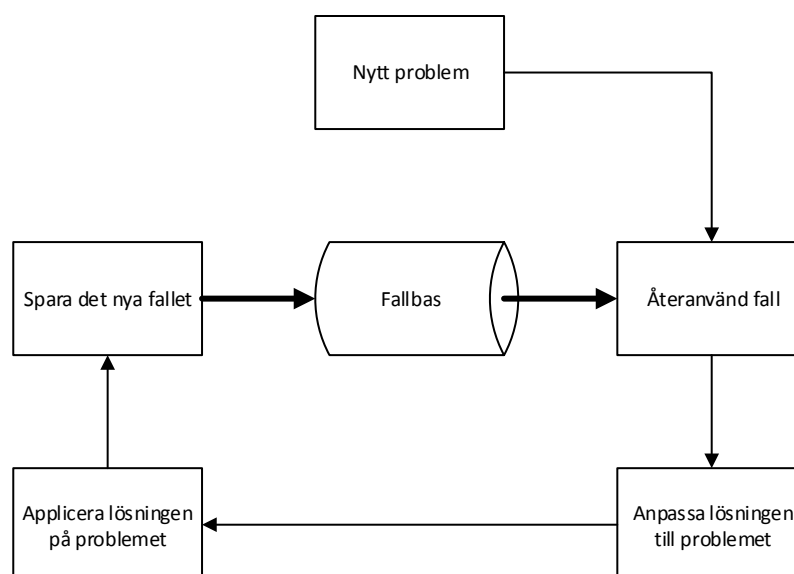 Nytt problem
Spara det nya fallet
Fallbas
Återanvänd fall
Applicera lösningen
på problemet
Anpassa lösningen
till problemet